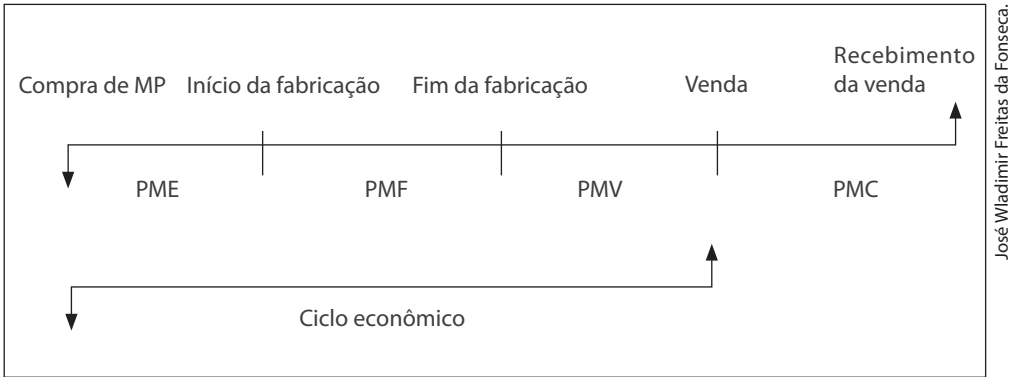 Compra de MP
Início da fabricação
Fim da fabricação
Venda
Recebimento
da venda
PME
PMF
PMV
PMC
Ciclo econômico
José Wladimir Freitas da Fonseca.